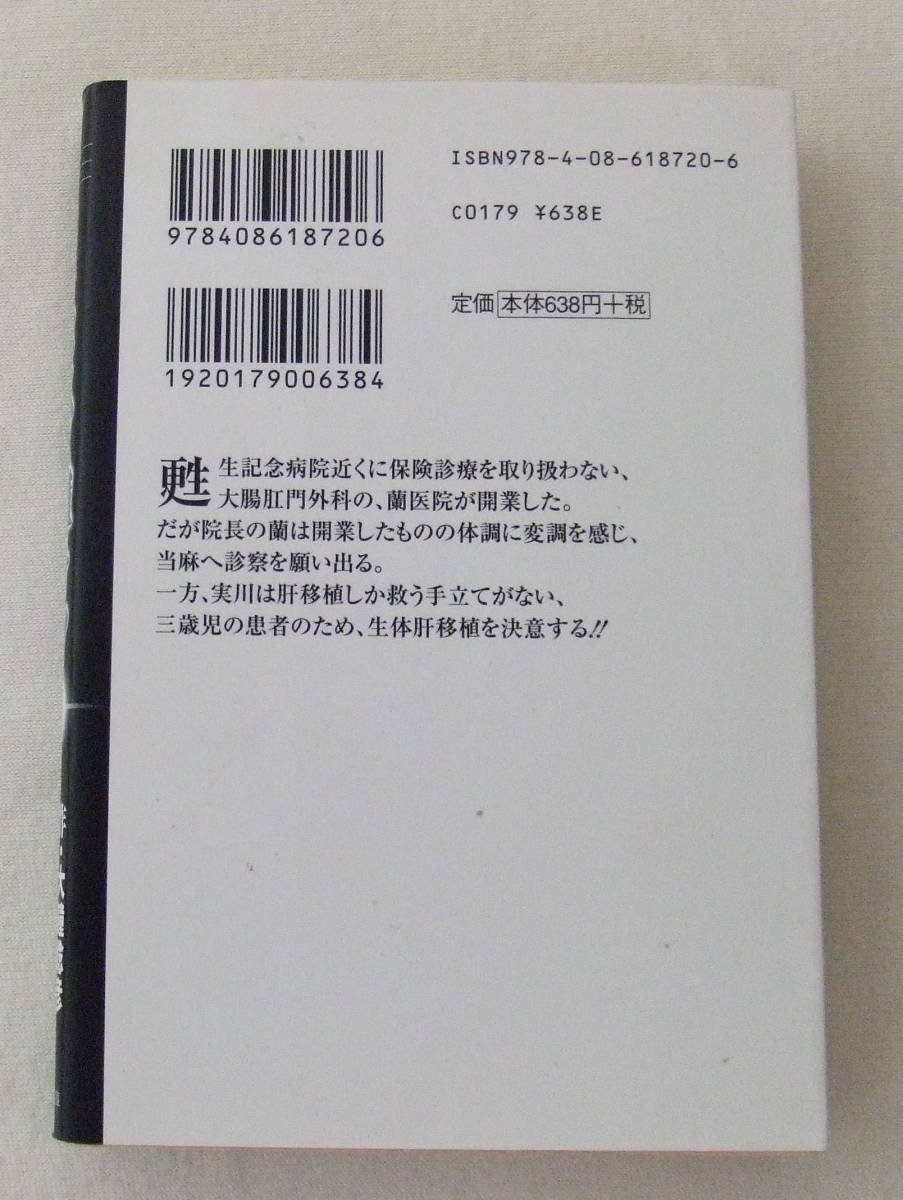 9784086187206
ISBN978-4-08-618720-6
C0179 ¥638E
1920179006384
定価 本体638円+税
甦生記念病院近くに保険診療を取り扱わない、
大腸肛門外科の、蘭医院が開業した。
だが院長の蘭は開業したものの体調に変調を感じ、
当麻へ診察を願い出る。
一方、実川は肝移植しか救う手立てがない、
三歳児の患者のため、生体肝移植を決意する!!